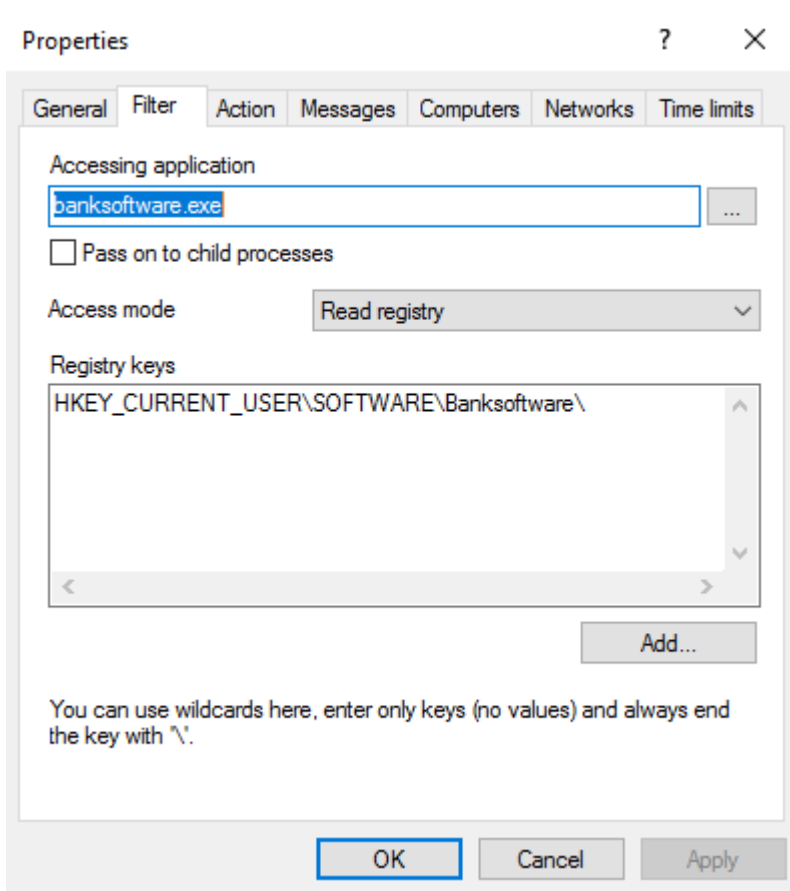 Properties
General Filter Action Messages Computers Networks Time limits
Accessing application
banksoftware.exe
...
Pass on to child processes
Access mode Read registry
Registry keys
HKEY_CURRENT_USER\SOFTWARE\Banksoftware\
Add...
You can use wildcards here, enter only keys (no values) and always end
the key with '\'.
OK Cancel Apply